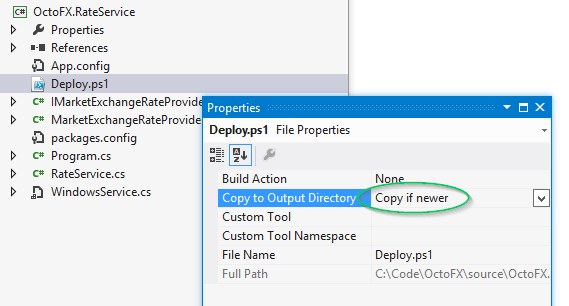 OctoFX.RateService
Properties
References
App.config
Deploy.ps1
IMarketExchangeRateProvide
MarketExchangeRateProvide
packages.config
Program.cs
RateService.cs
WindowsService.cs
Properties
Deploy.ps1 File Properties
Build Action None
Copy to Output Directory Copy if newer
Custom Tool
Custom Tool Namespace
File Name Deploy.ps1
Full Path C:\Code\OctoFX\source\OctoFX.